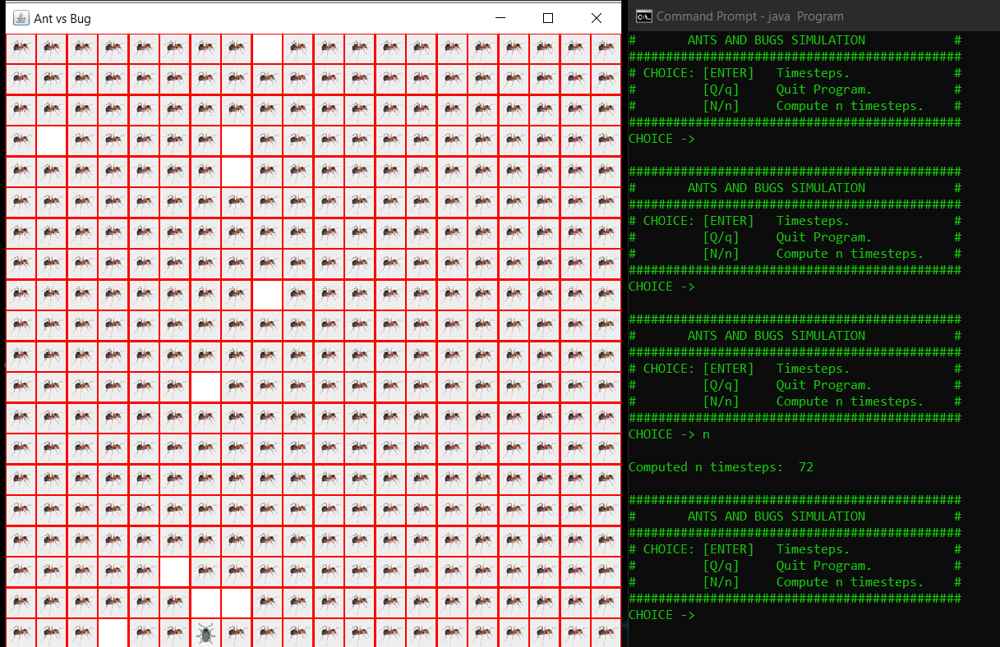 Ant vs Bug
Command Prompt - java  Program
#       ANTS AND BUGS SIMULATION            #
#############################################
# CHOICE: [ENTER]   Timesteps.              #
#         [Q/q]     Quit Program.           #
#         [N/n]     Compute n timesteps.    #
#############################################
CHOICE ->
#############################################
#       ANTS AND BUGS SIMULATION            #
#############################################
# CHOICE: [ENTER]   Timesteps.              #
#         [Q/q]     Quit Program.           #
#         [N/n]     Compute n timesteps.    #
#############################################
CHOICE ->
#############################################
#       ANTS AND BUGS SIMULATION            #
#############################################
# CHOICE: [ENTER]   Timesteps.              #
#         [Q/q]     Quit Program.           #
#         [N/n]     Compute n timesteps.    #
#############################################
CHOICE -> n
Computed n timesteps:  72
#############################################
#       ANTS AND BUGS SIMULATION            #
#############################################
# CHOICE: [ENTER]   Timesteps.              #
#         [Q/q]     Quit Program.           #
#         [N/n]     Compute n timesteps.    #
#############################################
CHOICE ->